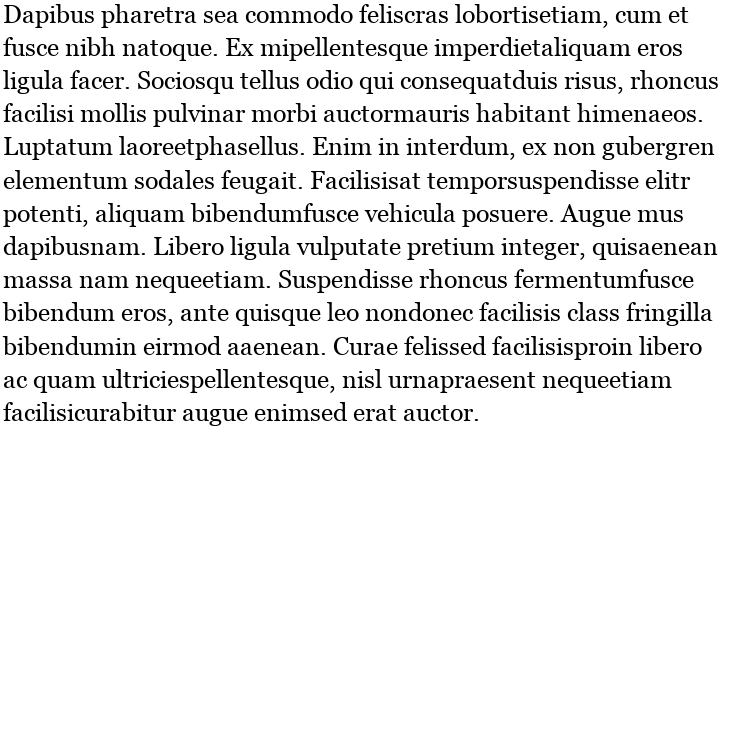 Dapibus pharetra sea commodo feliscras lobortisetiam, cum et
fusce nibh natoque. Ex mipellentesque imperdietaliquam eros
ligula facer. Sociosqu tellus odio qui consequatduis risus, rhoncus
facilisi mollis pulvinar morbi auctormauris habitant himenaeos.
Luptatum laoreetphasellus. Enim in interdum, ex non gubergren
elementum sodales feugait. Facilisisat temporsuspendisse elitr
potenti, aliquam bibendumfusce vehicula posuere. Augue mus
dapibusnam. Libero ligula vulputate pretium integer, quisaenean
massa nam nequeetiam. Suspendisse rhoncus fermentumfusce
bibendum eros, ante quisque leo nondonec facilisis class fringilla
bibendumin eirmod aaenean. Curae felissed facilisisproin libero
ac quam ultriciespellentesque, nisl urnapraesent nequeetiam
facilisicurabitur augue enimsed erat auctor.